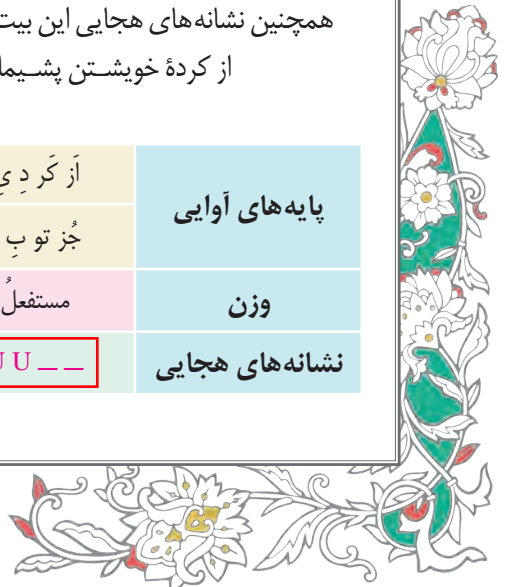 همچنین نشانه‌های هجایی این بیت
از کردهٔ خویشـتن پشـیما
پایه‌های آوایی
اَز کَر دِ یِ
جُز تو بِ
وزن
مستفعلُ
نشانه‌های هجایی
U U — —